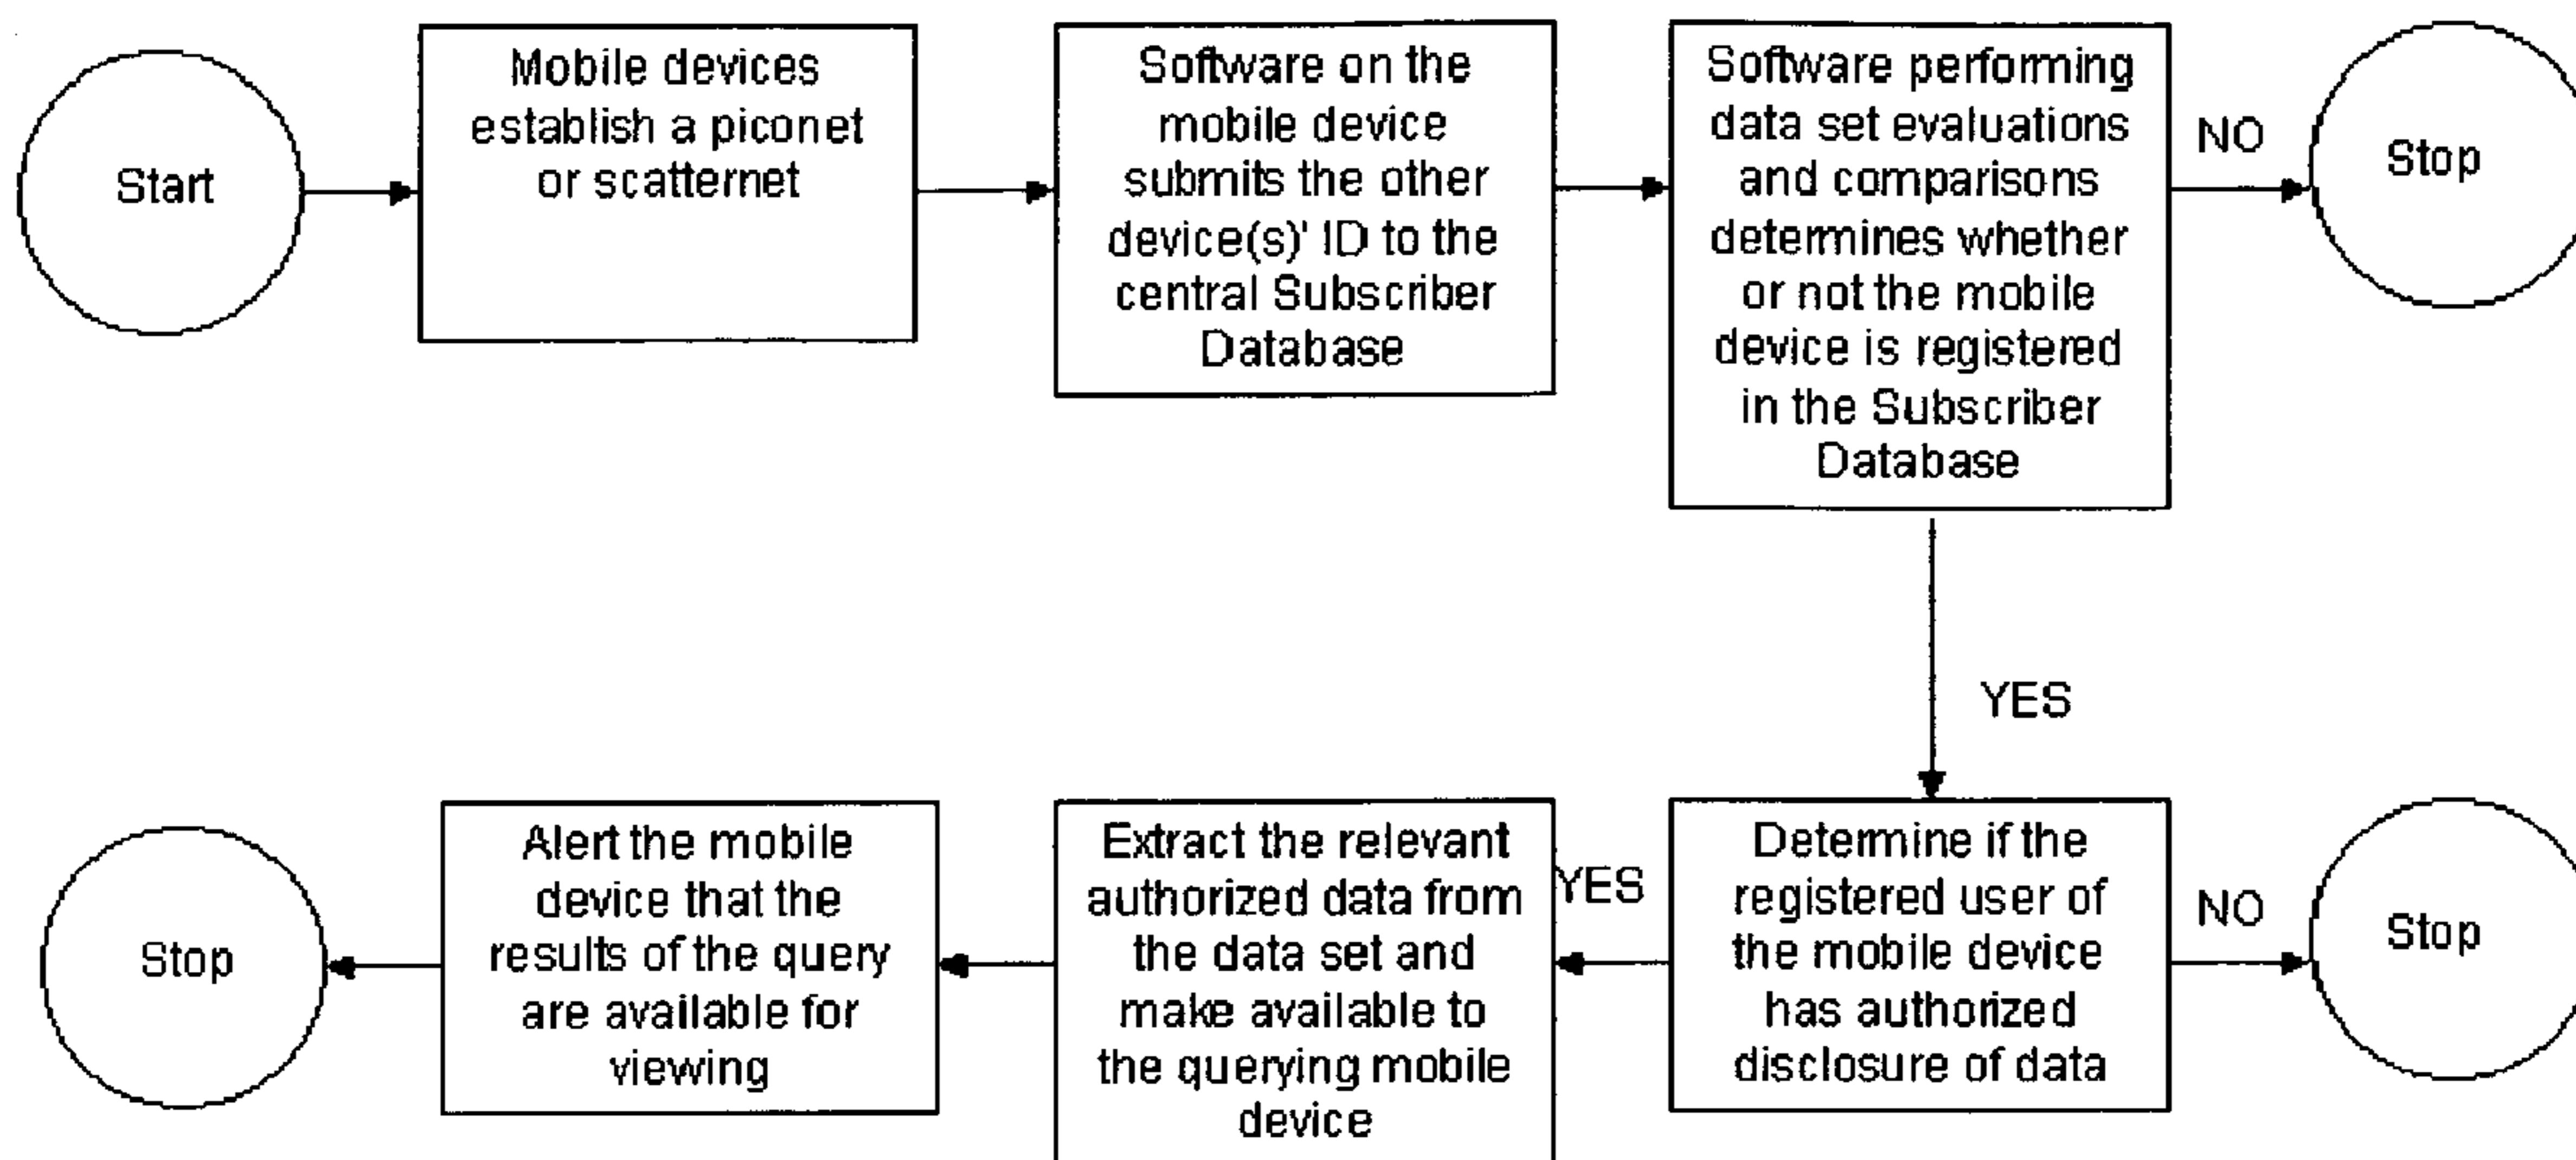 Start
Mobile devices
establish a piconet
or scatternet
Software on the
mobile device
submits the other
device(s)' ID to the
central Subscriber
Database
Software performing
data set evaluations
and comparisons
determines whether
or not the mobile
device is registered
in the Subscriber
Database
NO
Stop
YES
Determine if the
registered user of
the mobile device
has authorized
disclosure of data
NO
Stop
YES
Extract the relevant
authorized data from
the data set and
make available to
the querying mobile
device
Alert the mobile
device that the
results of the query
are available for
viewing
Stop